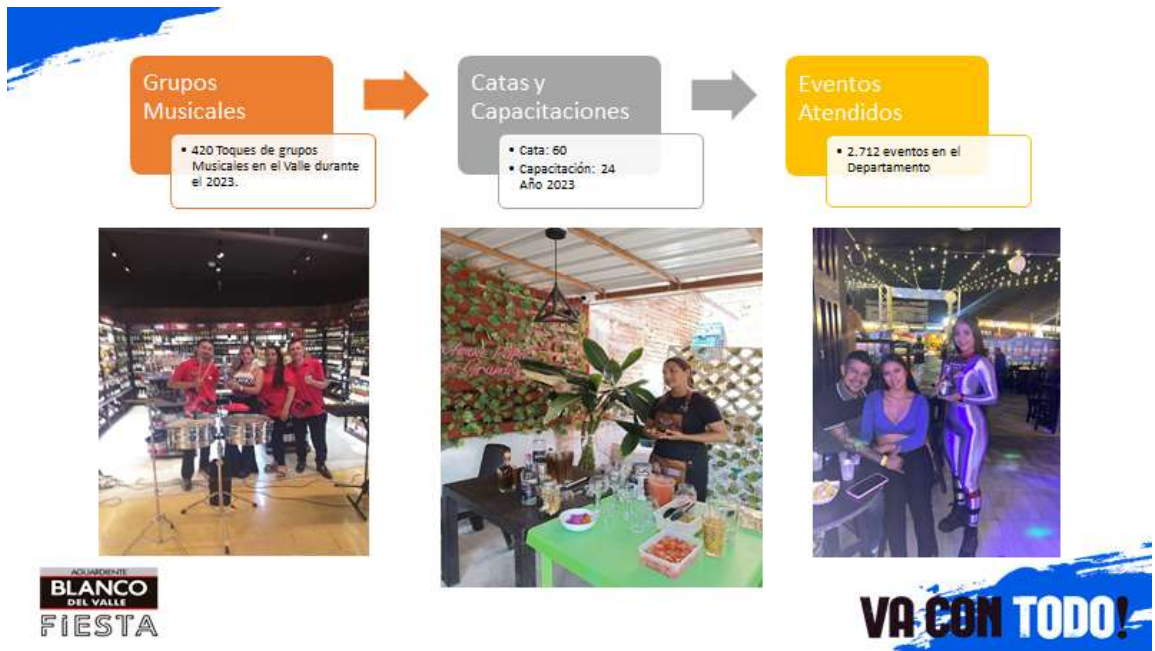 Grupos
Musicales
• 420 Toques de grupos
Musicales en el Valle durante
el 2023.
Catas y
Capacitaciones
• Cata: 60
• Capacitación: 24
Año 2023
Eventos
Atendidos
• 2.712 eventos en el
Departamento
AGUARDIENTE
BLANCO
DEL VALLE
FIESTA
VA CON TODO!